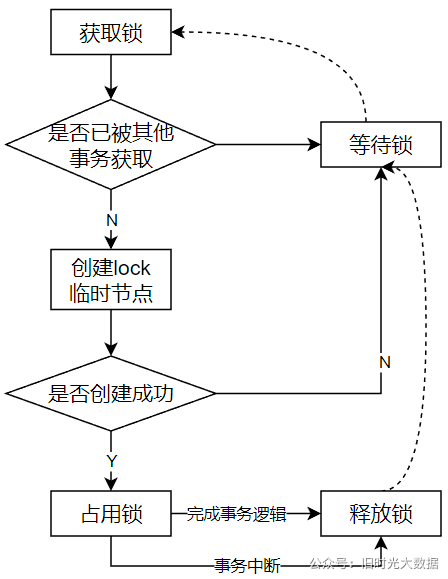 获取锁
是否已被其他
事务获取
等待锁
N
创建lock
临时节点
是否创建成功
N
Y
占用锁
完成事务逻辑
释放锁
事务中断
公众号：旧时光大数据